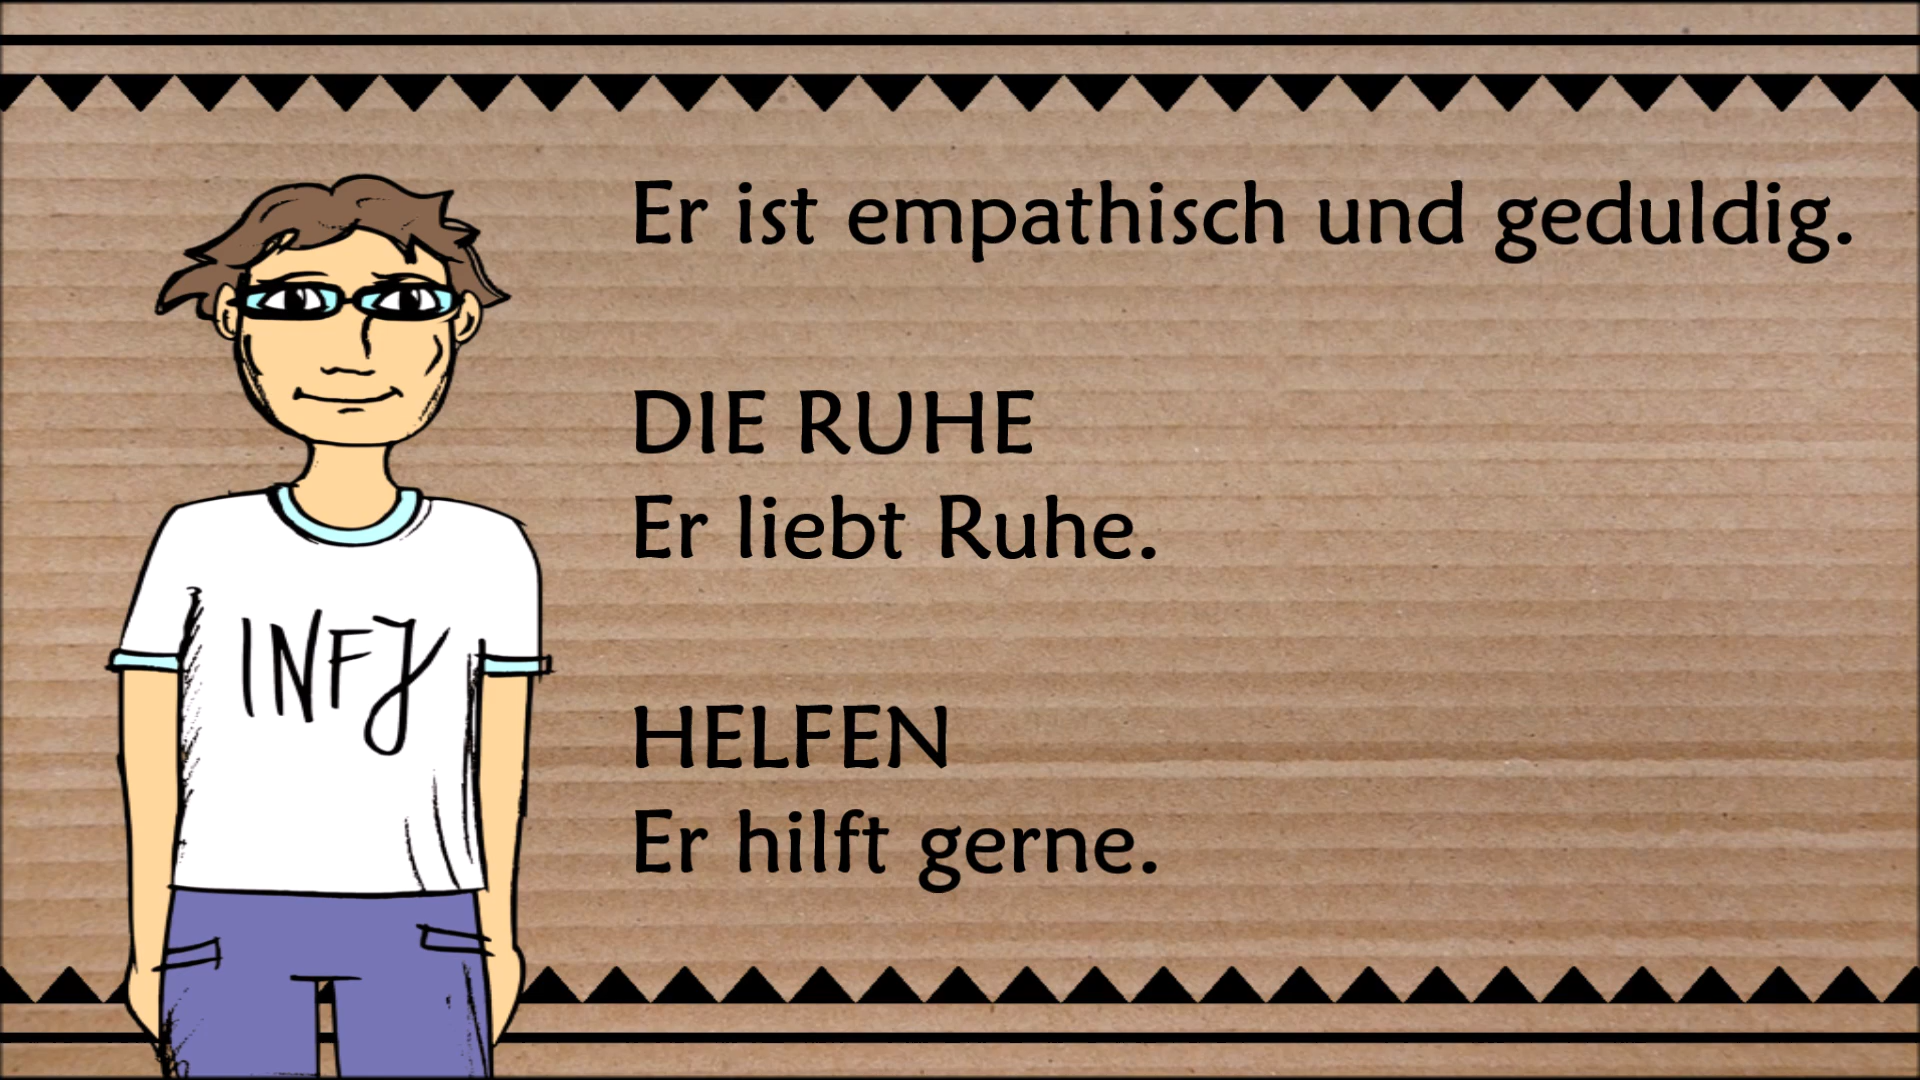 Er ist empathisch und geduldig.
DIE RUHE
Er liebt Ruhe.
INFJ
HELFEN
Er hilft gerne.